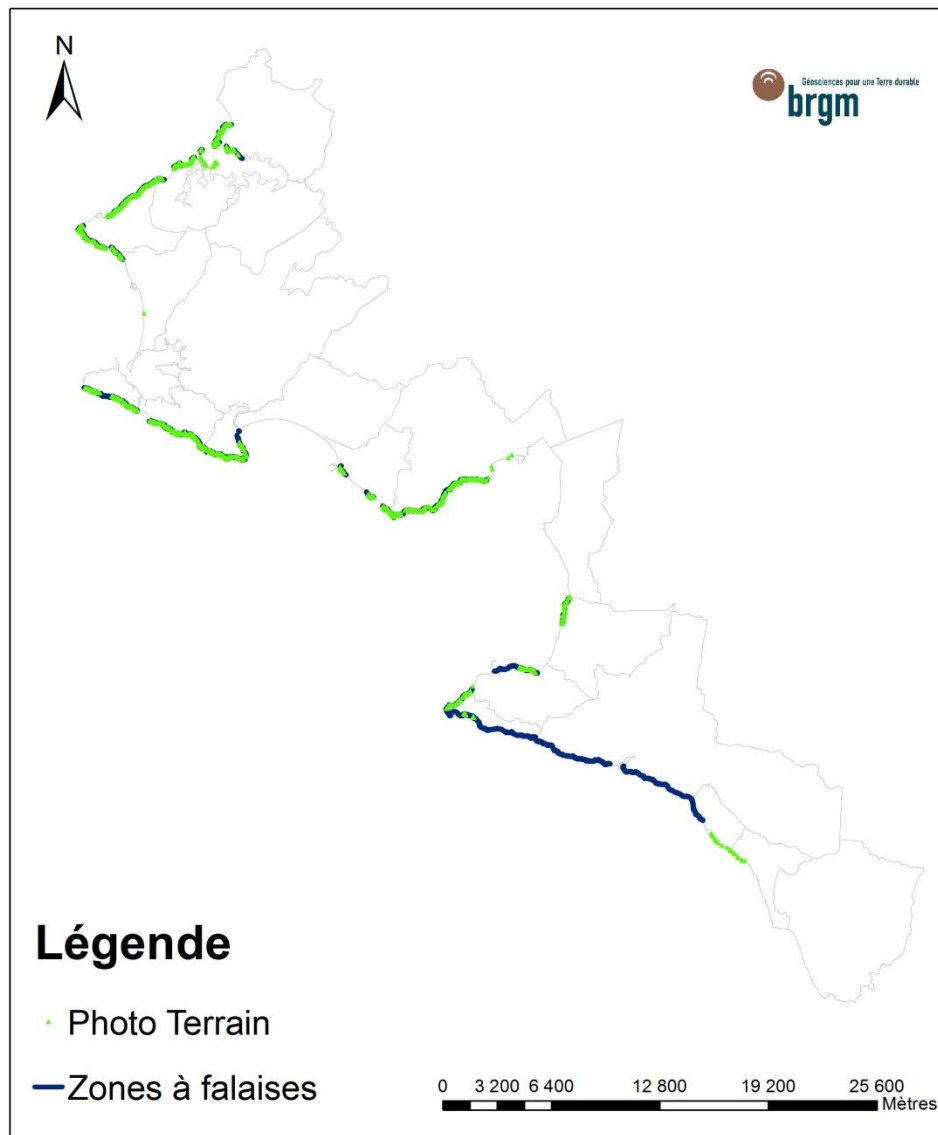 N
Géosciences pour une Terre durable
brgm
Légende
Photo Terrain
Zones à falaises
0 3 200 6 400 12 800 19 200 25 600
Mètres